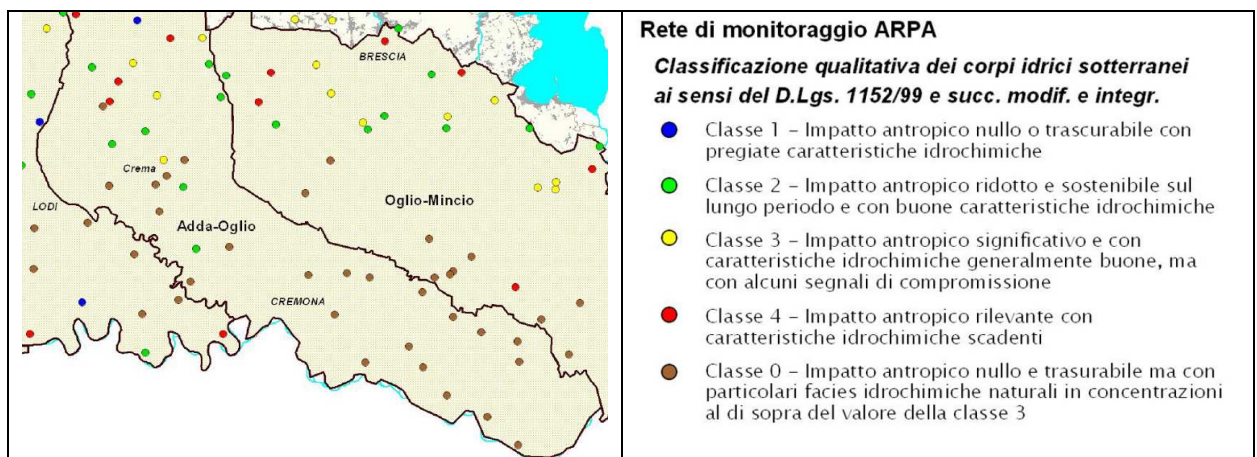 BRESCIA
Crema
LODI
Oglio-Mincio
Adda-Oglio
CREMONA
Rete di monitoraggio ARPA
Classificazione qualitativa dei corpi idrici sotterranei
ai sensi del D.Lgs. 1152/99 e succ. modif. e integr.
Classe 1 – Impatto antropico nullo o trascurabile con
pregiate caratteristiche idrochimiche
Classe 2 – Impatto antropico ridotto e sostenibile sul
lungo periodo e con buone caratteristiche idrochimiche
Classe 3 – Impatto antropico significativo e con
caratteristiche idrochimiche generalmente buone, ma
con alcuni segnali di compromissione
Classe 4 – Impatto antropico rilevante con
caratteristiche idrochimiche scadenti
Classe 0 – Impatto antropico nullo e trasurabile ma con
particolari facies idrochimiche naturali in concentrazioni
al di sopra del valore della classe 3